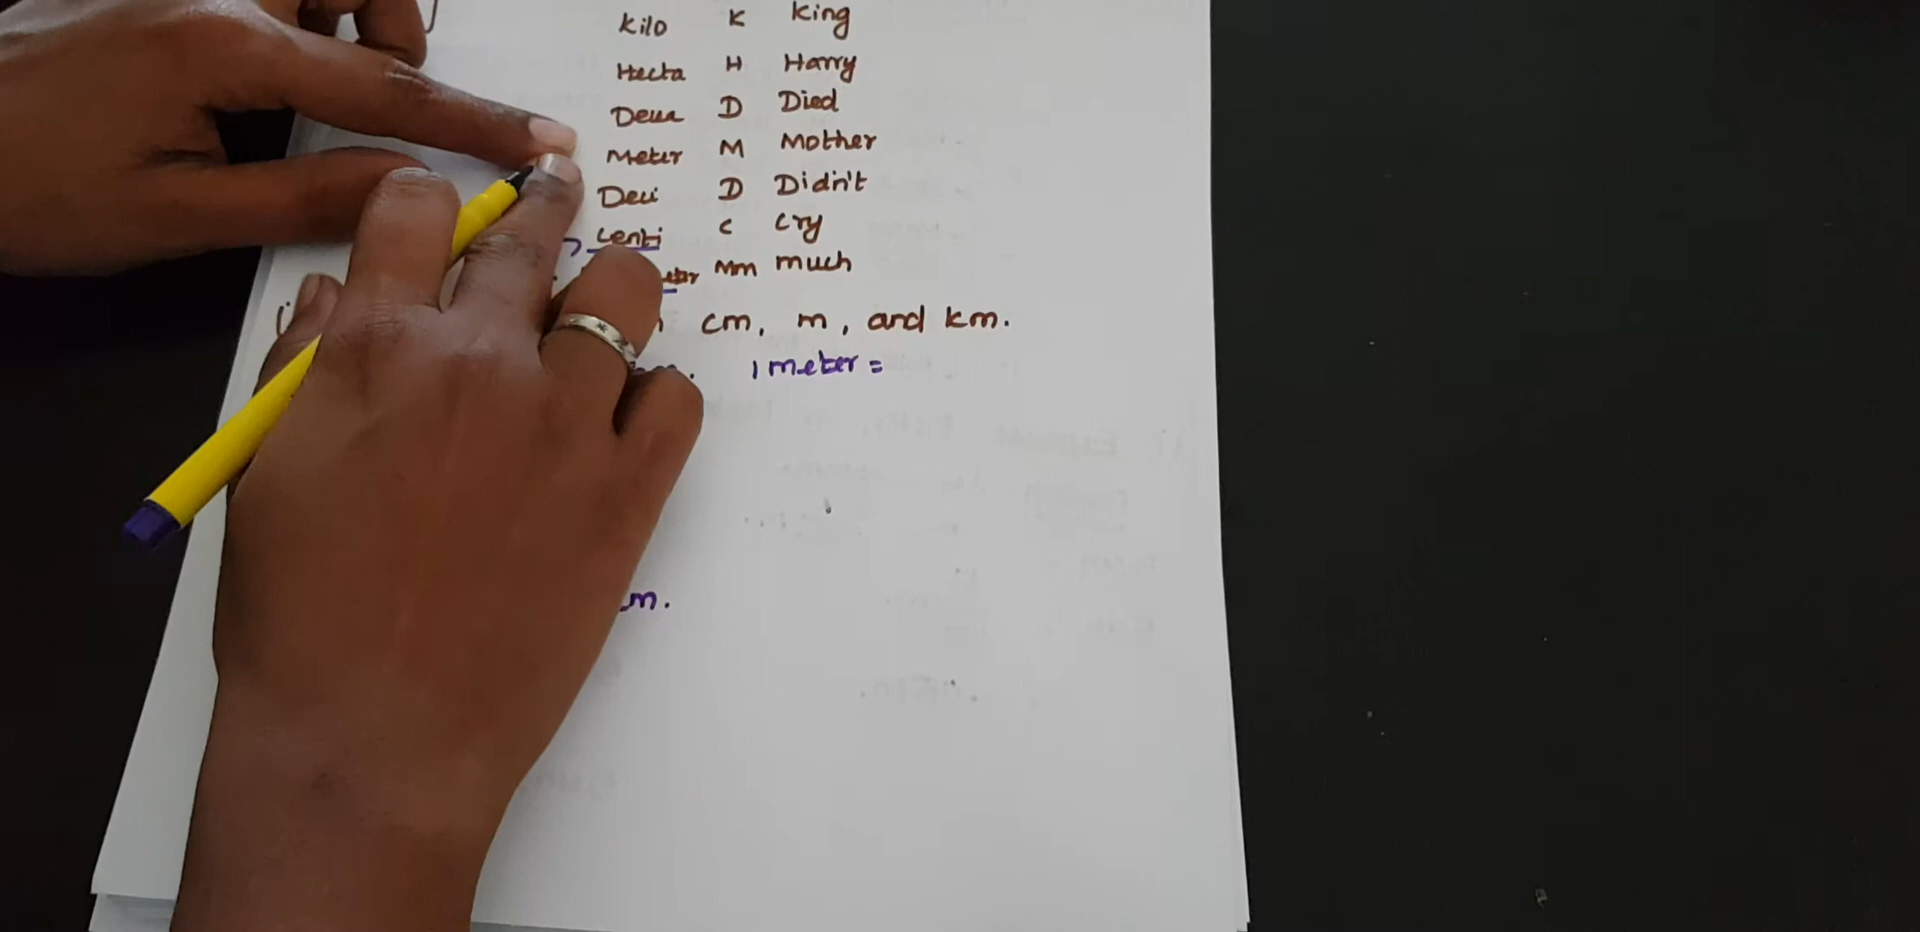 Kilo K King
Hecta H Harry
Deca D Died
Meter M Mother
Deci D Didn't
Centi C Cry
Mm much
cm, m, and km.
1 meter =